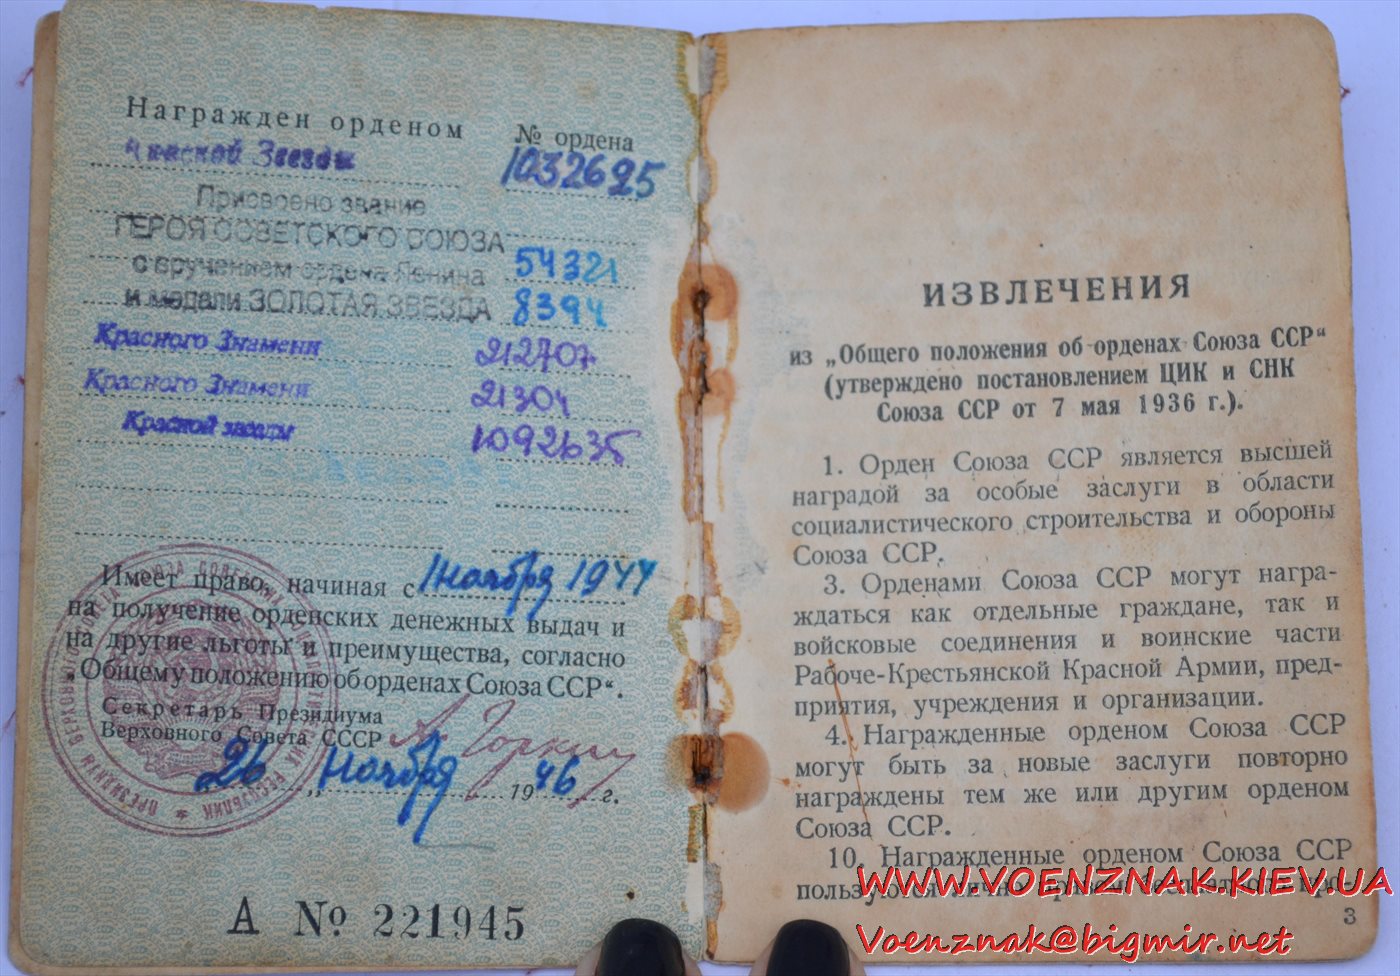 Награжден орденом № ордена
Красной Звезды 1032625
Присвоено звание
ГЕРОЯ СОВЕТСКОГО СОЮЗА
с вручением ордена Ленина 54321
и медали ЗОЛОТАЯ ЗВЕЗДА 8394
Красного Знамени 212707
Красного Знамени 21304
Красной звезды 1092635
Имеет право, начиная с 1 ноября 1944
на получение орденских денежных выдач и
на другие льготы и преимущества, согласно
„Общему положению об орденах Союза ССР“.
Секретарь Президиума
Верховного Совета СССР А. Горкин
26 „ ноября 1946 г.
А № 221945
ИЗВЛЕЧЕНИЯ
из „Общего положения об орденах Союза ССР“
(утверждено постановлением ЦИК и СНК
Союза ССР от 7 мая 1936 г.).
1. Орден Союза ССР является высшей
наградой за особые заслуги в области
социалистического строительства и обороны
Союза ССР.
3. Орденами Союза ССР могут награ-
ждаться как отдельные граждане, так и
войсковые соединения и воинские части
Рабоче-Крестьянской Красной Армии, пред-
приятия, учреждения и организации.
4. Награжденные орденом Союза ССР
могут быть за новые заслуги повторно
награждены тем же или другим орденом
Союза ССР.
10. Награжденные орденом Союза ССР
пользуются лично правом бесплатного
3
WWW.VOENZNAK.KIEV.UA
Voenznak@bigmir.net